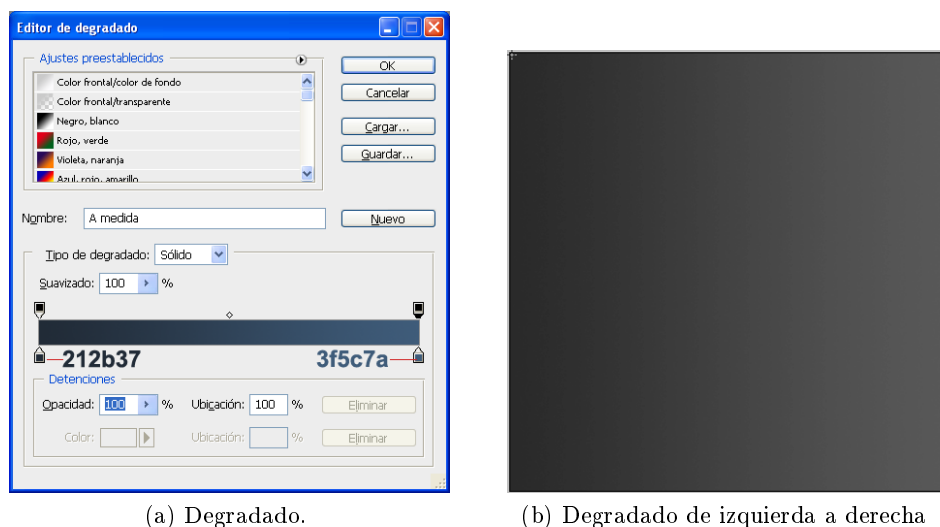 Editor de degradado
Ajustes preestablecidos
Color frontal/color de fondo
Color frontal/transparente
Negro, blanco
Rojo, verde
Violeta, naranja
Azul, rojo, amarillo
OK
Cancelar
Cargar...
Guardar...
Nombre: A medida
Nuevo
Tipo de degradado: Sólido
Suavizado: 100 %
212b37 3f5c7a
Detenciones
Opacidad: 100 % Ubicación: 100 % Eliminar
Color: Ubicación: % Eliminar
(a) Degradado.
(b) Degradado de izquierda a derecha